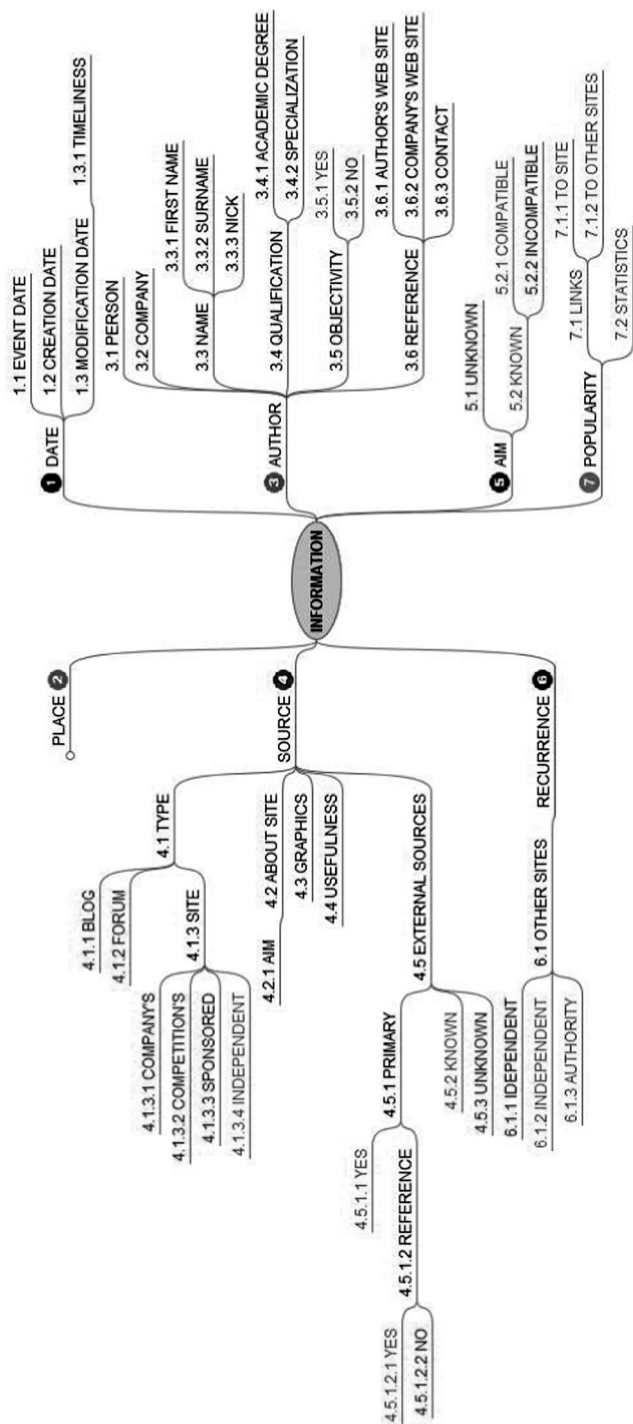 INFORMATION
1 DATE
1.1 EVENT DATE
1.2 CREATION DATE
1.3 MODIFICATION DATE
1.3.1 TIMELINESS
PLACE 2
3 AUTHOR
3.1 PERSON
3.2 COMPANY
3.3 NAME
3.3.1 FIRST NAME
3.3.2 SURNAME
3.3.3 NICK
3.4 QUALIFICATION
3.4.1 ACADEMIC DEGREE
3.4.2 SPECIALIZATION
3.5 OBJECTIVITY
3.5.1 YES
3.5.2 NO
3.6 REFERENCE
3.6.1 AUTHOR'S WEB SITE
3.6.2 COMPANY'S WEB SITE
3.6.3 CONTACT
SOURCE 4
4.1 TYPE
4.1.1 BLOG
4.1.2 FORUM
4.1.3 SITE
4.1.3.1 COMPANY'S
4.1.3.2 COMPETITION'S
4.1.3.3 SPONSORED
4.1.3.4 INDEPENDENT
4.2 ABOUT SITE
4.2.1 AIM
4.3 GRAPHICS
4.4 USEFULNESS
4.5 EXTERNAL SOURCES
4.5.1 PRIMARY
4.5.1.1 YES
4.5.1.2 REFERENCE
4.5.1.2.1 YES
4.5.1.2.2 NO
4.5.2 KNOWN
4.5.3 UNKNOWN
5 AIM
5.1 UNKNOWN
5.2 KNOWN
5.2.1 COMPATIBLE
5.2.2 INCOMPATIBLE
RECURRENCE 6
6.1 OTHER SITES
6.1.1 IDEPENDENT
6.1.2 INDEPENDENT
6.1.3 AUTHORITY
7 POPULARITY
7.1 LINKS
7.1.1 TO SITE
7.1.2 TO OTHER SITES
7.2 STATISTICS